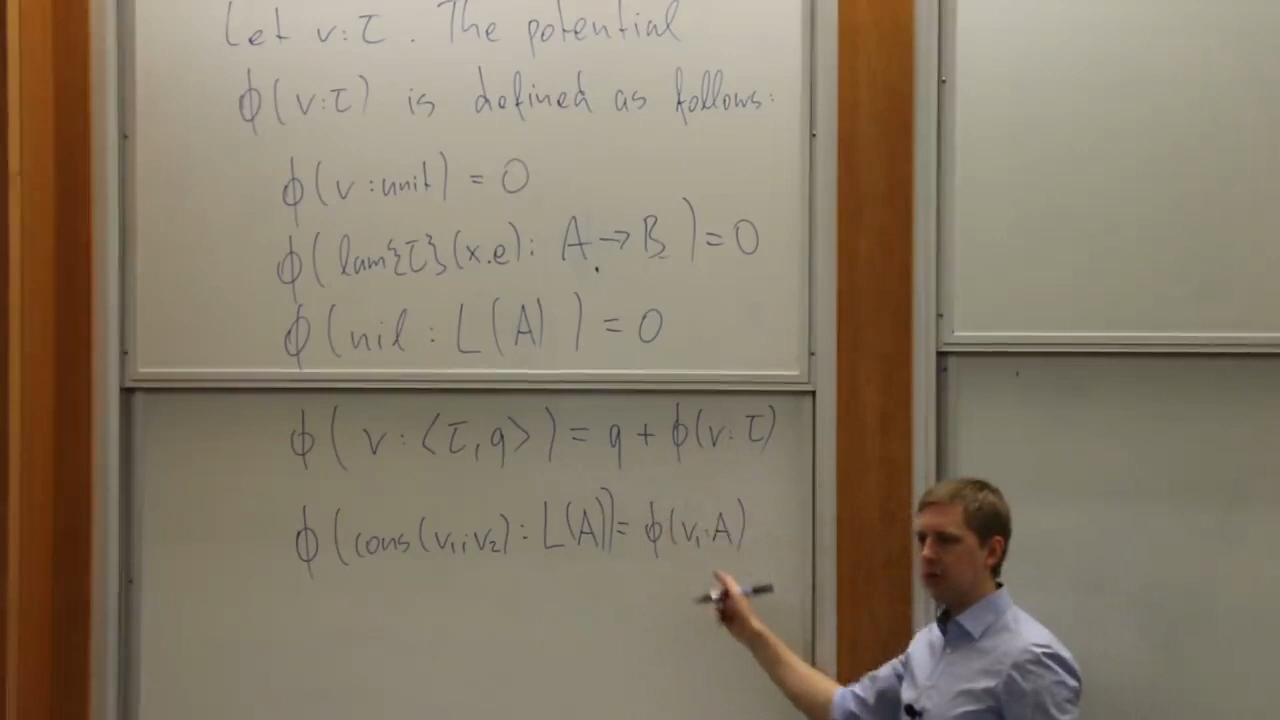 Let v:τ. The potential
ϕ(v:τ) is defined as follows:
ϕ(v:unit) = 0
ϕ(lam{τ}(x.e): A→B) = 0
ϕ(nil : L(A)) = 0
ϕ(v:⟨τ,q⟩) = q + ϕ(v:τ)
ϕ(cons(v₁;v₂): L(A)) = ϕ(v₁:A)